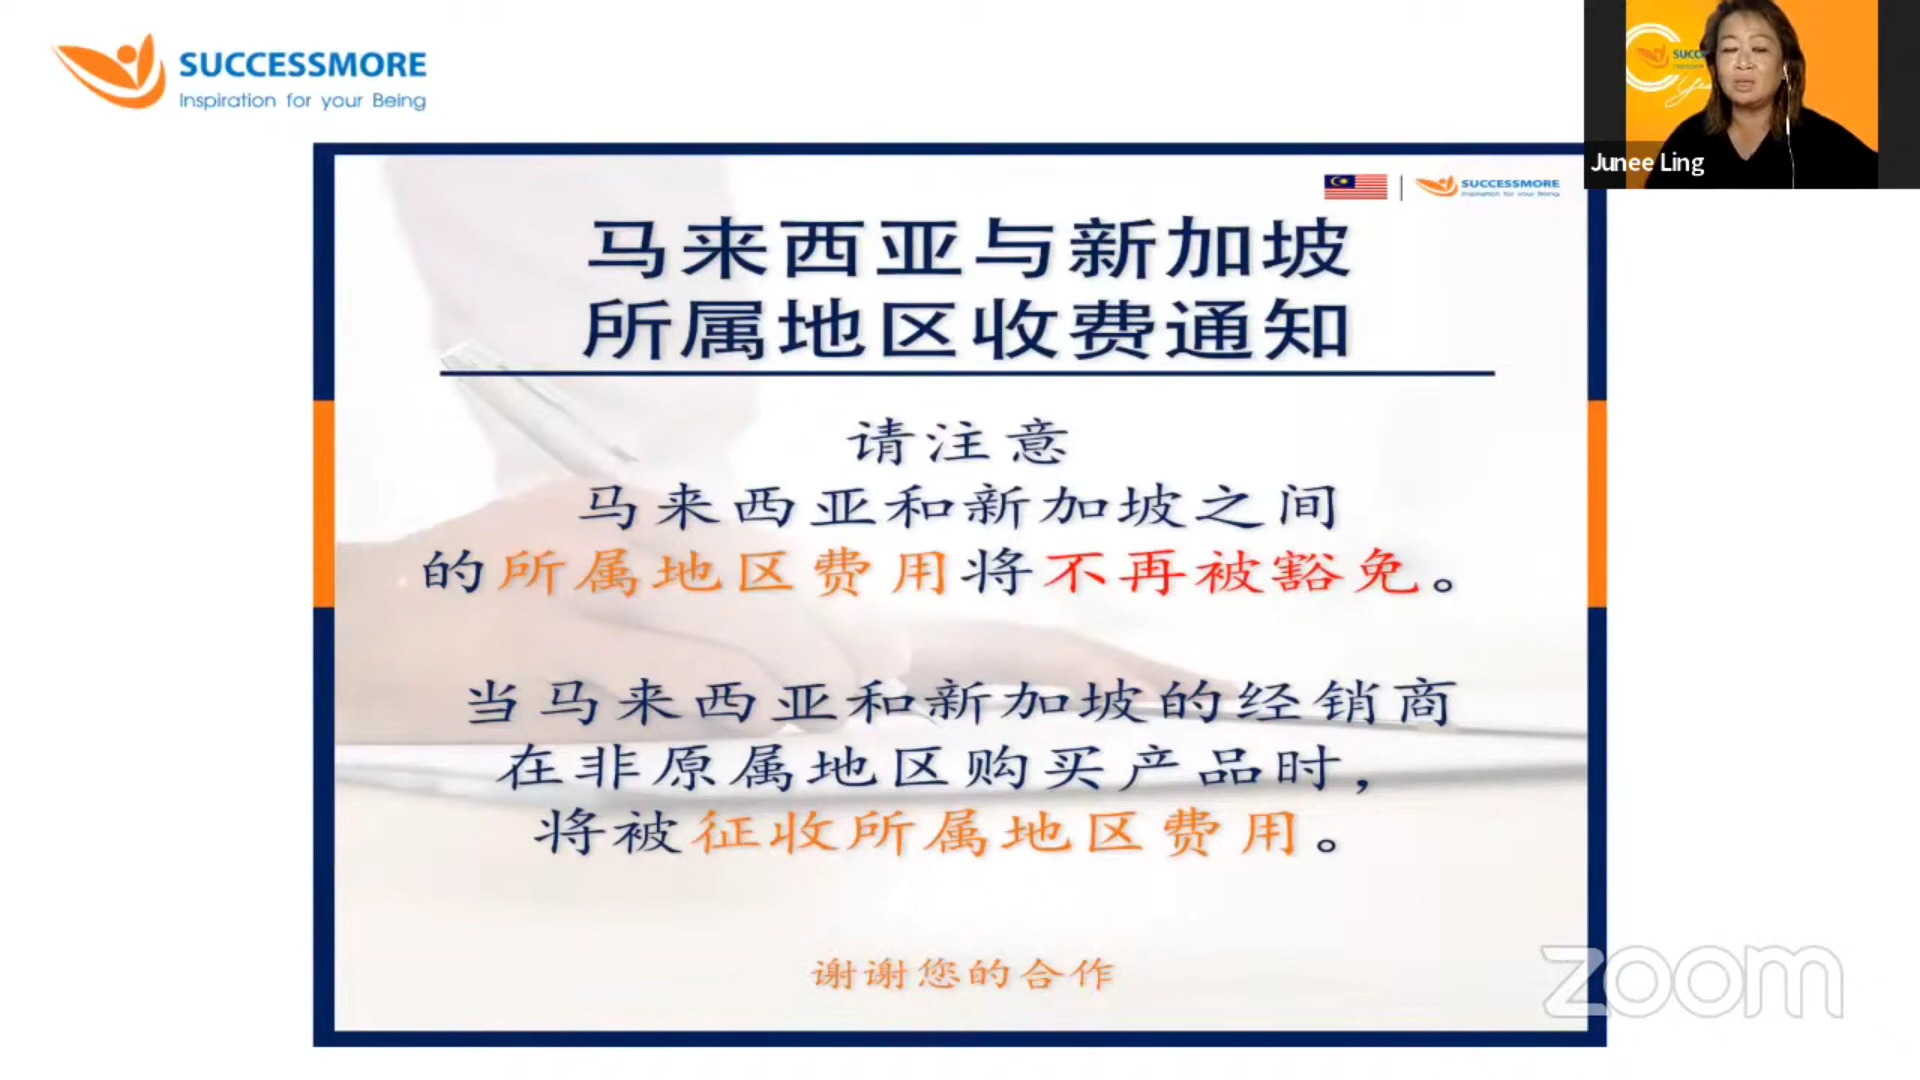 SUCCESSMORE
Inspiration for your Being
Junee Ling
SUCCESSMORE
Inspiration for your Being
马来西亚与新加坡
所属地区收费通知
请注意
马来西亚和新加坡之间
的所属地区费用将不再被豁免。
当马来西亚和新加坡的经销商
在非原属地区购买产品时，
将被征收所属地区费用。
谢谢您的合作
zoom